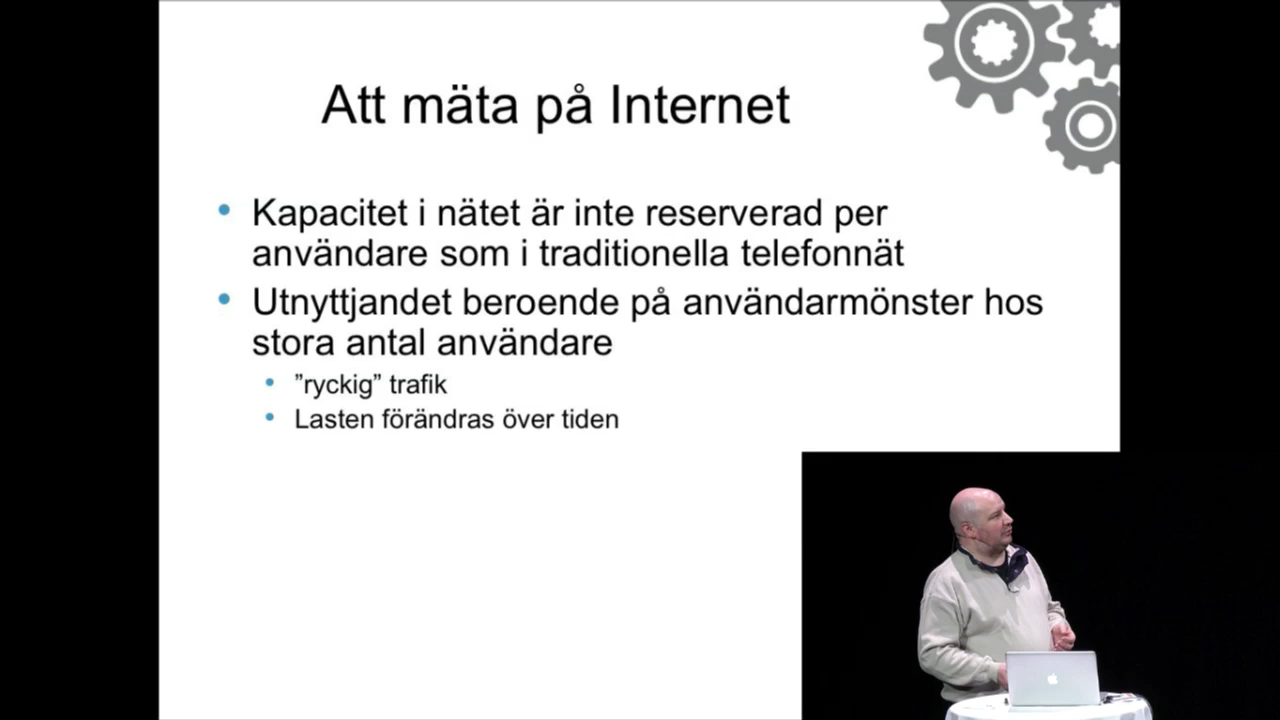 Att mäta på Internet
Kapacitet i nätet är inte reserverad per
användare som i traditionella telefonnät
Utnyttjandet beroende på användarmönster hos
stora antal användare
”ryckig” trafik
Lasten förändras över tiden